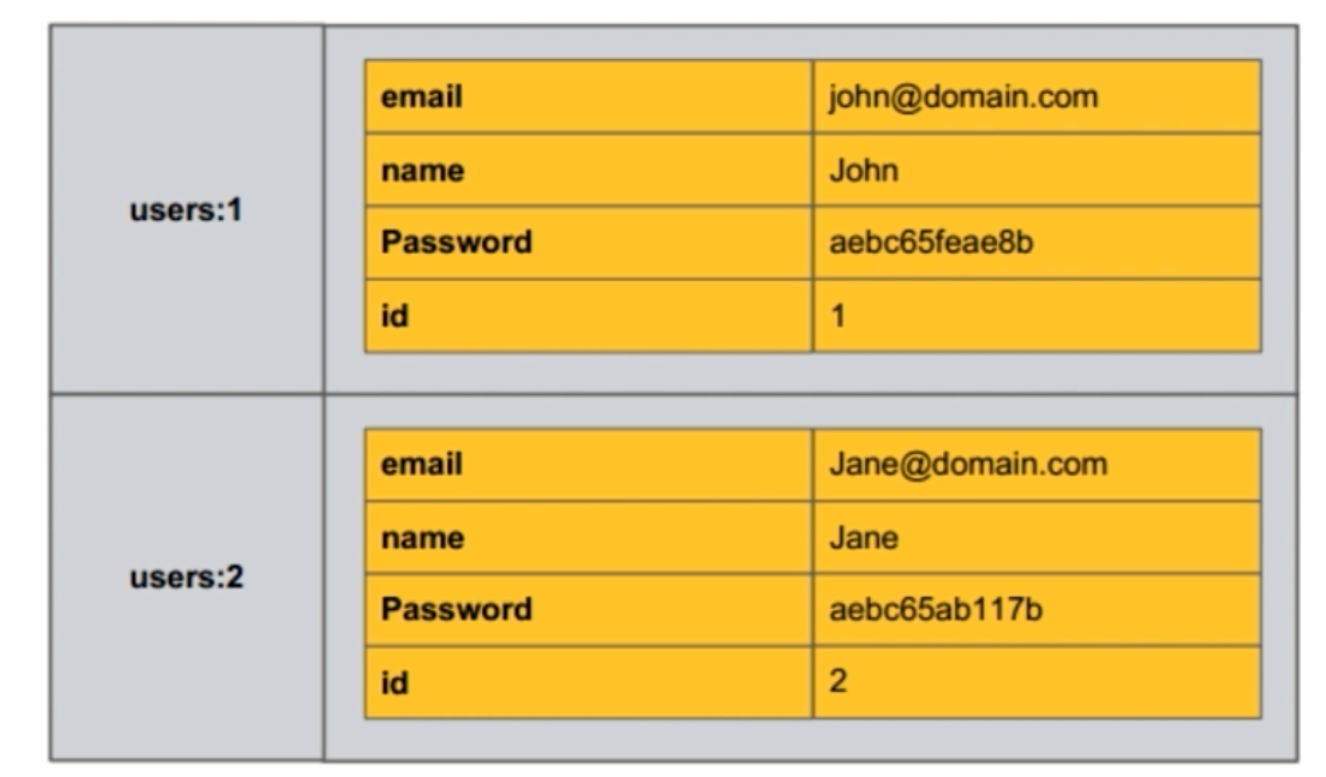 users:1
email john@domain.com
name John
Password aebc65feae8b
id 1
users:2
email Jane@domain.com
name Jane
Password aebc65ab117b
id 2